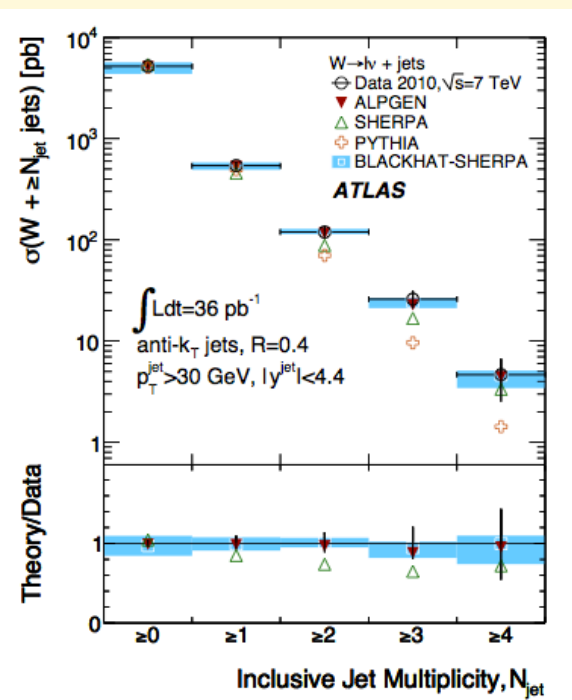 10⁴
10³
10²
10
1
σ(W + ≥N_jet jets) [pb]
W→lν + jets
Data 2010,√s=7 TeV
ALPGEN
SHERPA
PYTHIA
BLACKHAT-SHERPA
ATLAS
∫Ldt=36 pb⁻¹
anti-k_T jets, R=0.4
p_T^jet>30 GeV, |y^jet|<4.4
Theory/Data
1
0
≥0 ≥1 ≥2 ≥3 ≥4
Inclusive Jet Multiplicity, N_jet